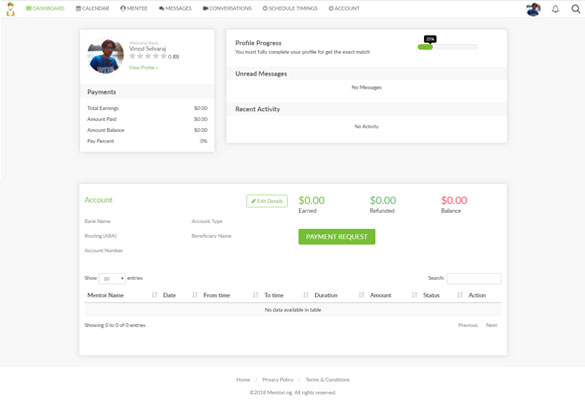 DASHBOARD CALENDAR MENTEE MESSAGES CONVERSATIONS SCHEDULE TIMINGS ACCOUNT
Welcome Back,
Vinod Selvaraj
0 (0)
View Profile ›
Payments
Total Earnings $0.00
Amount Paid $0.00
Amount Balance $0.00
Pay Percent 0%
Profile Progress
25%
You must fully complete your profile for get the exact match
Unread Messages
No Messages
Recent Activity
No Activity
Account
Edit Details
$0.00 $0.00 $0.00
Earned Refunded Balance
Bank Name Account Type
Routing (ABA) Beneficiary Name
PAYMENT REQUEST
Account Number
Show 10 entries Search:
Mentor Name Date From time To time Duration Amount Status Action
No data available in table
Showing 0 to 0 of 0 entries Previous Next
Home / Privacy Policy / Terms & Conditions
©2018 Mentori.ng. All rights reserved.